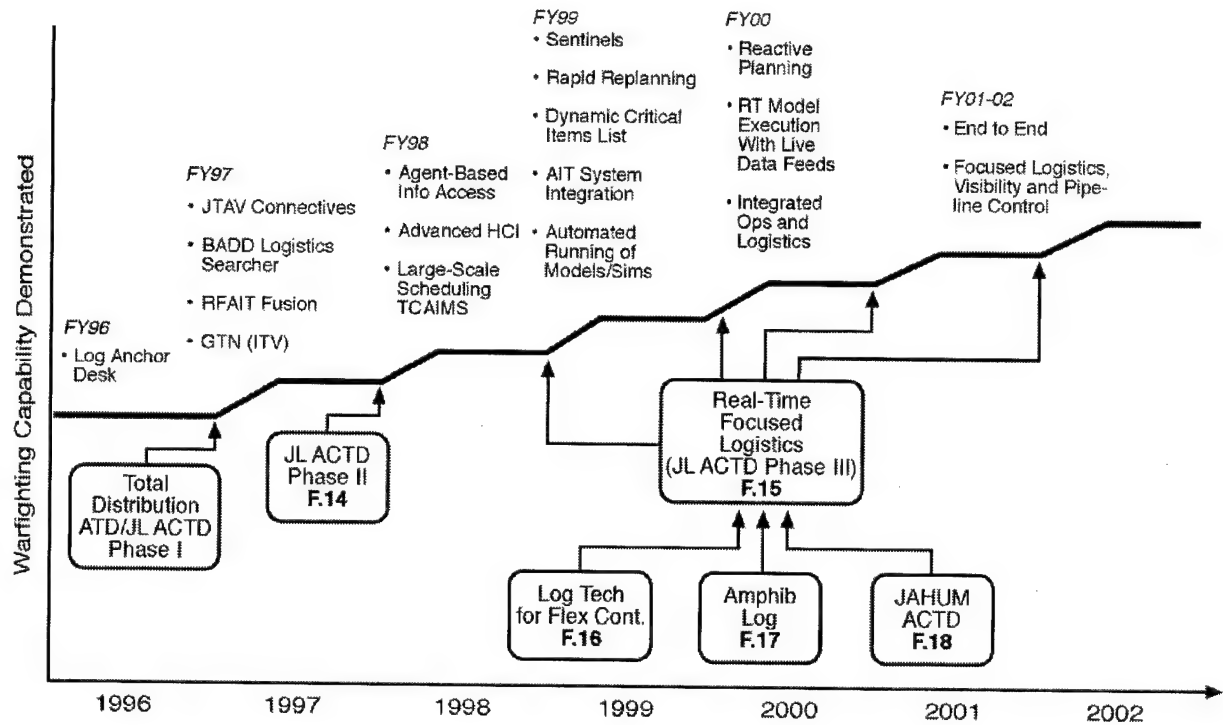 Warfighting Capability Demonstrated
FY96
• Log Anchor
Desk
FY97
• JTAV Connectives
• BADD Logistics
Searcher
• RFAIT Fusion
• GTN (ITV)
FY98
• Agent-Based
Info Access
• Advanced HCI
• Large-Scale
Scheduling
TCAIMS
FY99
• Sentinels
• Rapid Replanning
• Dynamic Critical
Items List
• AIT System
Integration
• Automated
Running of
Models/Sims
FY00
• Reactive
Planning
• RT Model
Execution
With Live
Data Feeds
• Integrated
Ops and
Logistics
FY01-02
• End to End
• Focused Logistics,
Visibility and Pipe-
line Control
Total
Distribution
ATD/JL ACTD
Phase I
JL ACTD
Phase II
F.14
Real-Time
Focused
Logistics
(JL ACTD Phase III)
F.15
Log Tech
for Flex Cont.
F.16
Amphib
Log
F.17
JAHUM
ACTD
F.18
1996
1997
1998
1999
2000
2001
2002